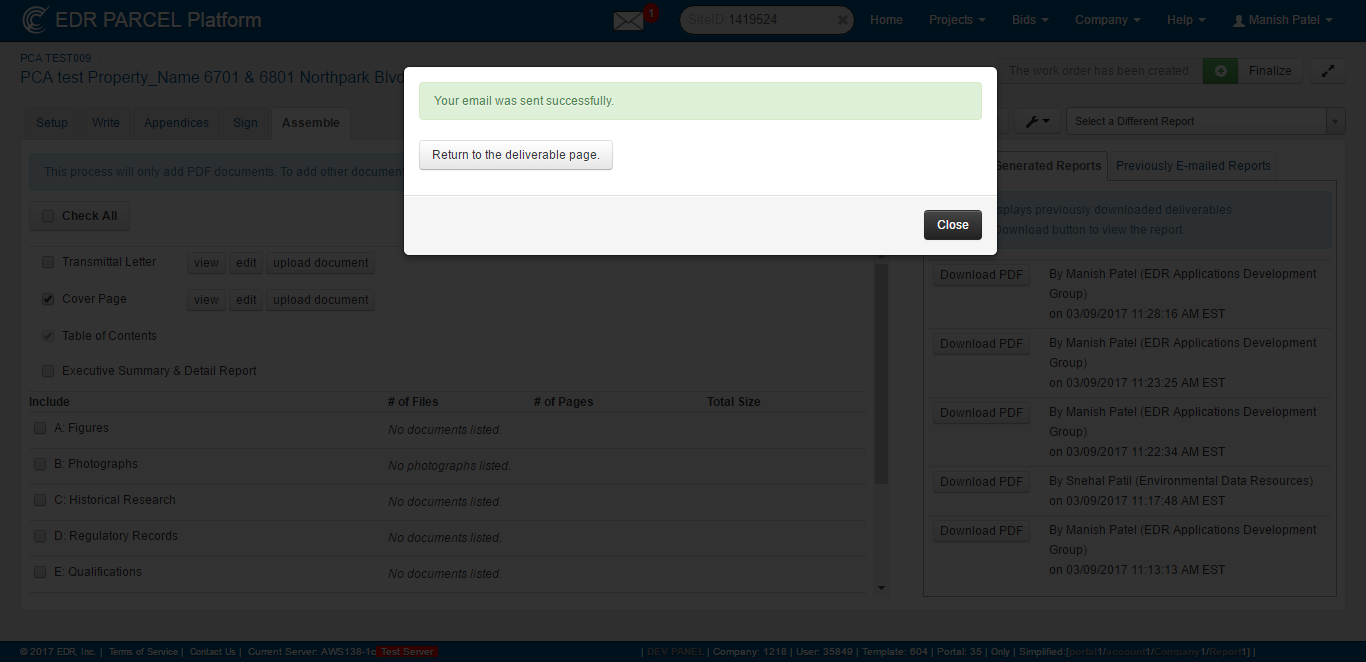 EDR PARCEL Platform
1
SiteID 1419524
Home
Projects
Bids
Company
Help
Manish Patel
PCA TEST009
PCA test Property_Name 6701 & 6801 Northpark Blvd
The work order has been created.
Finalize
Setup
Write
Appendices
Sign
Assemble
Select a Different Report
Your email was sent successfully.
Return to the deliverable page.
Close
This process will only add PDF documents. To add other documen
Check All
Transmittal Letter view edit upload document
Cover Page view edit upload document
Table of Contents
Executive Summary & Detail Report
Include # of Files # of Pages Total Size
A: Figures No documents listed.
B: Photographs No photographs listed.
C: Historical Research No documents listed.
D: Regulatory Records No documents listed.
E: Qualifications No documents listed.
enerated Reports
Previously E-mailed Reports
splays previously downloaded deliverables.
Download button to view the report.
Download PDF By Manish Patel (EDR Applications Development
Group)
on 03/09/2017 11:28:16 AM EST
Download PDF By Manish Patel (EDR Applications Development
Group)
on 03/09/2017 11:23:25 AM EST
Download PDF By Manish Patel (EDR Applications Development
Group)
on 03/09/2017 11:22:34 AM EST
Download PDF By Snehal Patil (Environmental Data Resources)
on 03/09/2017 11:17:48 AM EST
Download PDF By Manish Patel (EDR Applications Development
Group)
on 03/09/2017 11:13:13 AM EST
© 2017 EDR, Inc. | Terms of Service | Contact Us | Current Server: AWS138-1c Test Server
| DEV PANEL | Company: 1218 | User: 35849 | Template: 604 | Portal: 35 | Only | Simplified:[portal1/account1/Company1/Report1] |